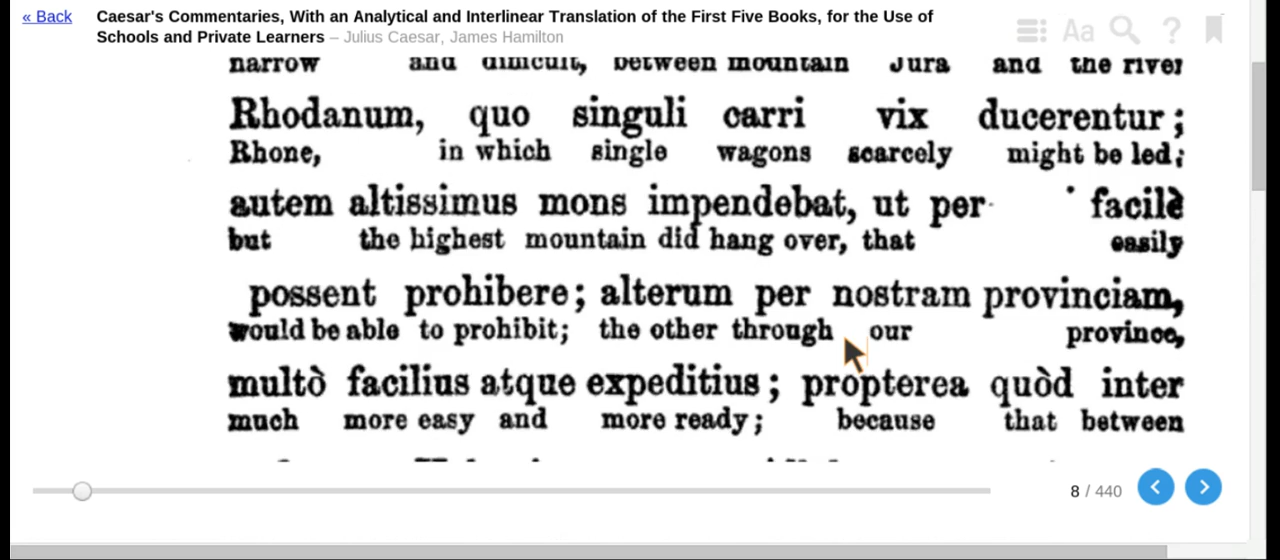 « Back
Caesar's Commentaries, With an Analytical and Interlinear Translation of the First Five Books, for the Use of
Schools and Private Learners – Julius Caesar, James Hamilton
Aa
?
narrow and difficult, between mountain Jura and the river
Rhodanum, quo singuli carri vix ducerentur;
Rhone, in which single wagons scarcely might be led;
autem altissimus mons impendebat, ut per facilè
but the highest mountain did hang over, that easily
possent prohibere; alterum per nostram provinciam,
would be able to prohibit; the other through our province,
multò facilius atque expeditius; propterea quòd inter
much more easy and more ready; because that between
8 / 440